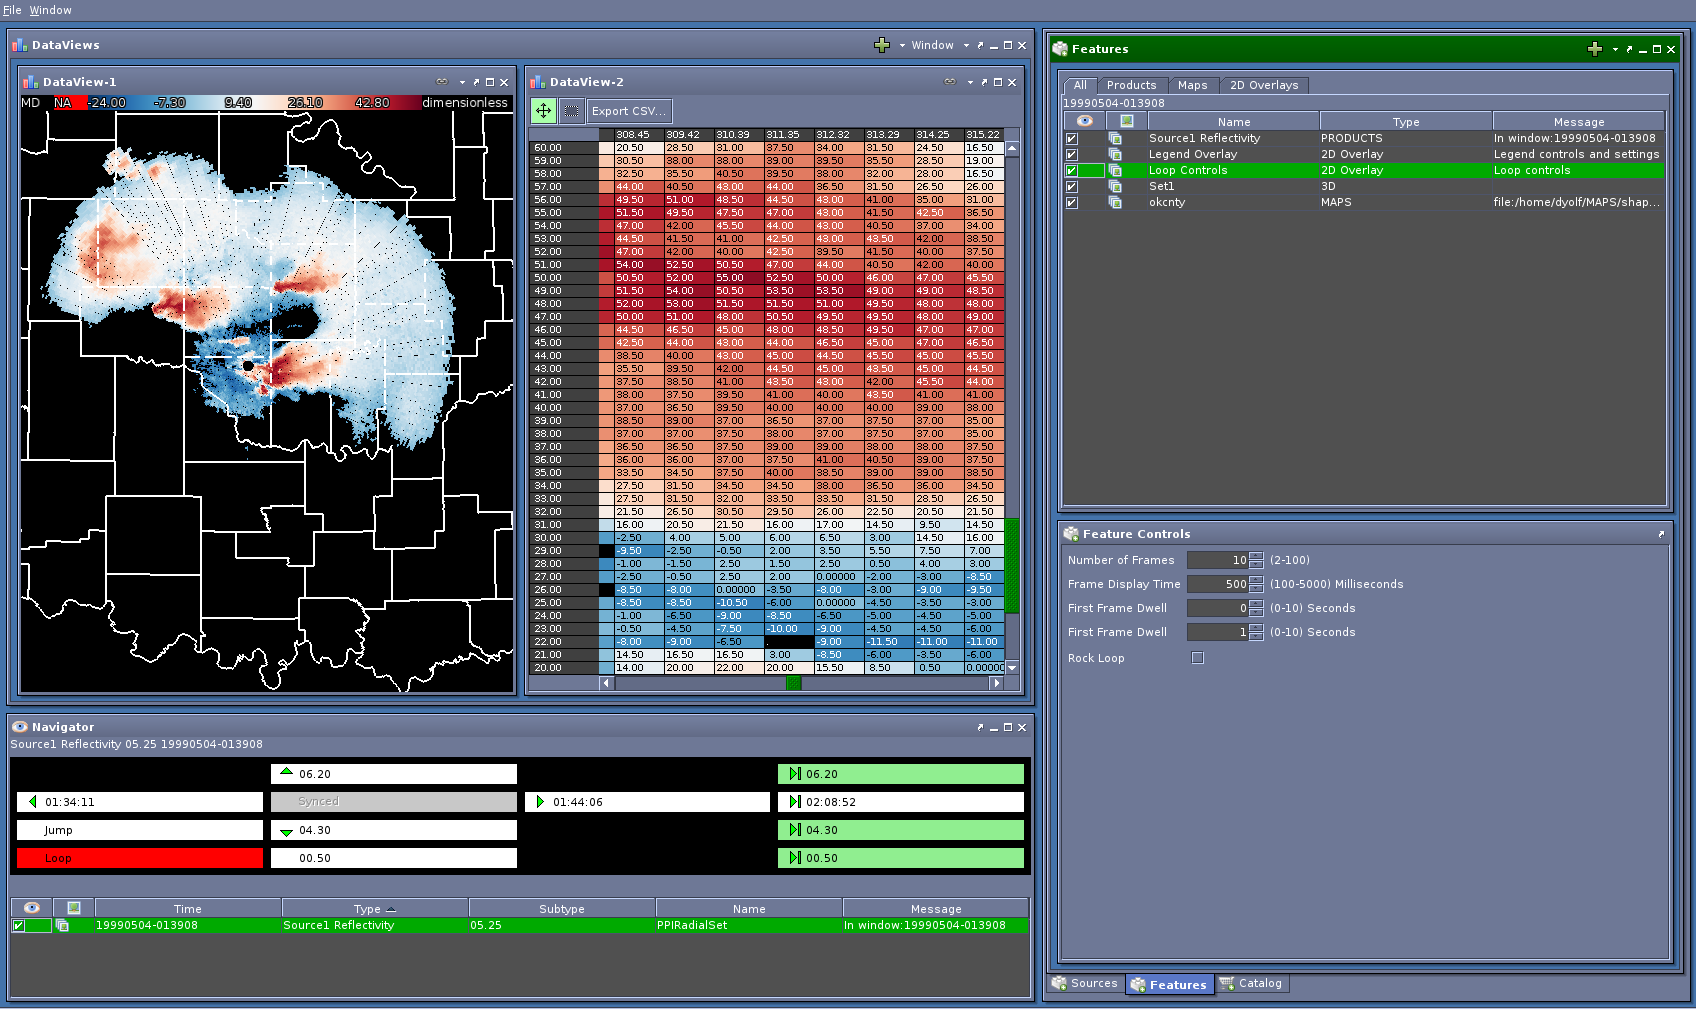 File Window
DataViews
Window
DataView-1
MD NA -24.00 -7.30 9.40 26.10 42.80 dimensionless
DataView-2
Export CSV...
308.45 309.42 310.39 311.35 312.32 313.29 314.25 315.22
60.00 20.50 28.50 31.00 37.50 34.00 31.50 24.50 16.50
59.00 30.50 38.00 38.00 39.00 39.50 35.50 28.50 19.00
58.00 32.50 35.50 40.50 39.50 38.00 32.00 28.00 16.50
57.00 44.00 40.50 43.00 44.00 36.50 31.50 26.50 26.00
56.00 49.50 51.00 48.50 44.50 43.00 41.00 35.00 31.00
55.00 51.50 49.50 47.50 47.00 43.00 41.50 42.50 36.50
54.00 47.00 42.00 45.50 44.00 43.00 40.50 37.00 34.00
53.00 44.50 41.50 41.00 42.50 43.00 43.50 42.00 38.50
52.00 47.00 42.00 40.00 42.50 39.50 41.50 40.00 37.50
51.00 54.00 52.50 50.50 47.00 44.00 40.50 42.00 40.00
50.00 50.50 52.00 55.00 52.50 50.00 46.00 47.00 45.50
49.00 51.50 54.00 50.50 53.50 53.50 49.00 49.00 48.50
48.00 52.00 53.00 51.50 51.50 51.00 49.50 48.00 48.00
47.00 50.00 51.00 48.00 50.50 49.50 49.50 48.00 49.00
46.00 44.50 46.50 45.00 48.00 48.50 49.50 47.00 47.00
45.00 42.50 44.00 43.00 44.00 46.50 45.00 47.00 46.50
44.00 38.50 40.00 43.00 45.00 44.50 45.00 45.00 45.50
43.00 35.50 39.50 42.00 44.50 45.00 43.50 45.00 44.50
42.00 37.50 38.50 41.00 43.50 43.00 42.00 45.50 44.00
41.00 38.00 37.50 39.50 41.00 40.00 43.50 41.00 41.00
40.00 37.00 36.50 39.50 40.00 40.00 40.00 39.00 38.00
39.00 38.50 39.00 37.00 36.50 37.00 37.50 37.00 35.00
38.00 37.00 37.00 37.50 38.00 37.00 37.50 37.00 35.00
37.00 36.50 36.50 37.50 39.00 39.00 38.00 38.00 37.50
36.00 36.00 37.00 37.50 37.50 41.00 40.50 39.00 37.50
35.00 33.50 34.50 37.50 40.00 38.50 39.00 39.00 38.50
34.00 27.50 31.50 34.50 34.50 38.00 36.50 36.00 34.50
33.00 27.50 31.50 32.00 33.50 33.50 31.50 28.50 26.50
32.00 21.50 26.50 30.50 29.50 26.00 22.50 20.50 21.50
31.00 16.00 20.50 21.50 16.00 17.00 14.50 9.50 14.50
30.00 -2.50 4.00 5.00 6.00 6.50 3.00 14.50 16.00
29.00 -9.50 -2.50 -0.50 2.00 3.50 5.50 7.50 7.00
28.00 -1.00 -1.50 2.50 1.50 2.50 0.50 4.00 3.00
27.00 -2.50 -0.50 2.50 2.00 0.00000 -2.00 -3.00 -8.50
26.00 -8.50 -8.00 0.00000 -3.50 -8.00 -3.00 -9.00 -9.50
25.00 -8.50 -8.50 -10.50 -6.00 0.00000 -4.50 -3.50 -3.00
24.00 -1.00 -6.50 -9.00 -8.50 -6.50 -5.00 -4.50 -5.00
23.00 -0.50 -4.50 -7.50 -10.00 -9.00 -4.50 -4.50 -6.00
22.00 -8.00 -9.00 -6.50 . -9.00 -11.50 -11.00 -11.00
21.00 14.50 16.50 16.50 3.00 -8.50 -6.00 -3.50 -6.00
20.00 14.00 20.00 22.00 20.00 15.50 8.50 0.50 0.0000
Navigator
Source1 Reflectivity 05.25 19990504-013908
06.20 06.20
01:34:11 Synced 01:44:06 02:08:52
Jump 04.30 04.30
Loop 00.50 00.50
Time Type Subtype Name Message
19990504-013908 Source1 Reflectivity 05.25 PPIRadialSet In window:19990504-013908
Features
All Products Maps 2D Overlays
19990504-013908
Name Type Message
Source1 Reflectivity PRODUCTS In window:19990504-013908
Legend Overlay 2D Overlay Legend controls and settings
Loop Controls 2D Overlay Loop controls
Set1 3D
okcnty MAPS file:/home/dyolf/MAPS/shap...
Feature Controls
Number of Frames 10 (2-100)
Frame Display Time 500 (100-5000) Milliseconds
First Frame Dwell 0 (0-10) Seconds
First Frame Dwell 1 (0-10) Seconds
Rock Loop
Sources Features Catalog